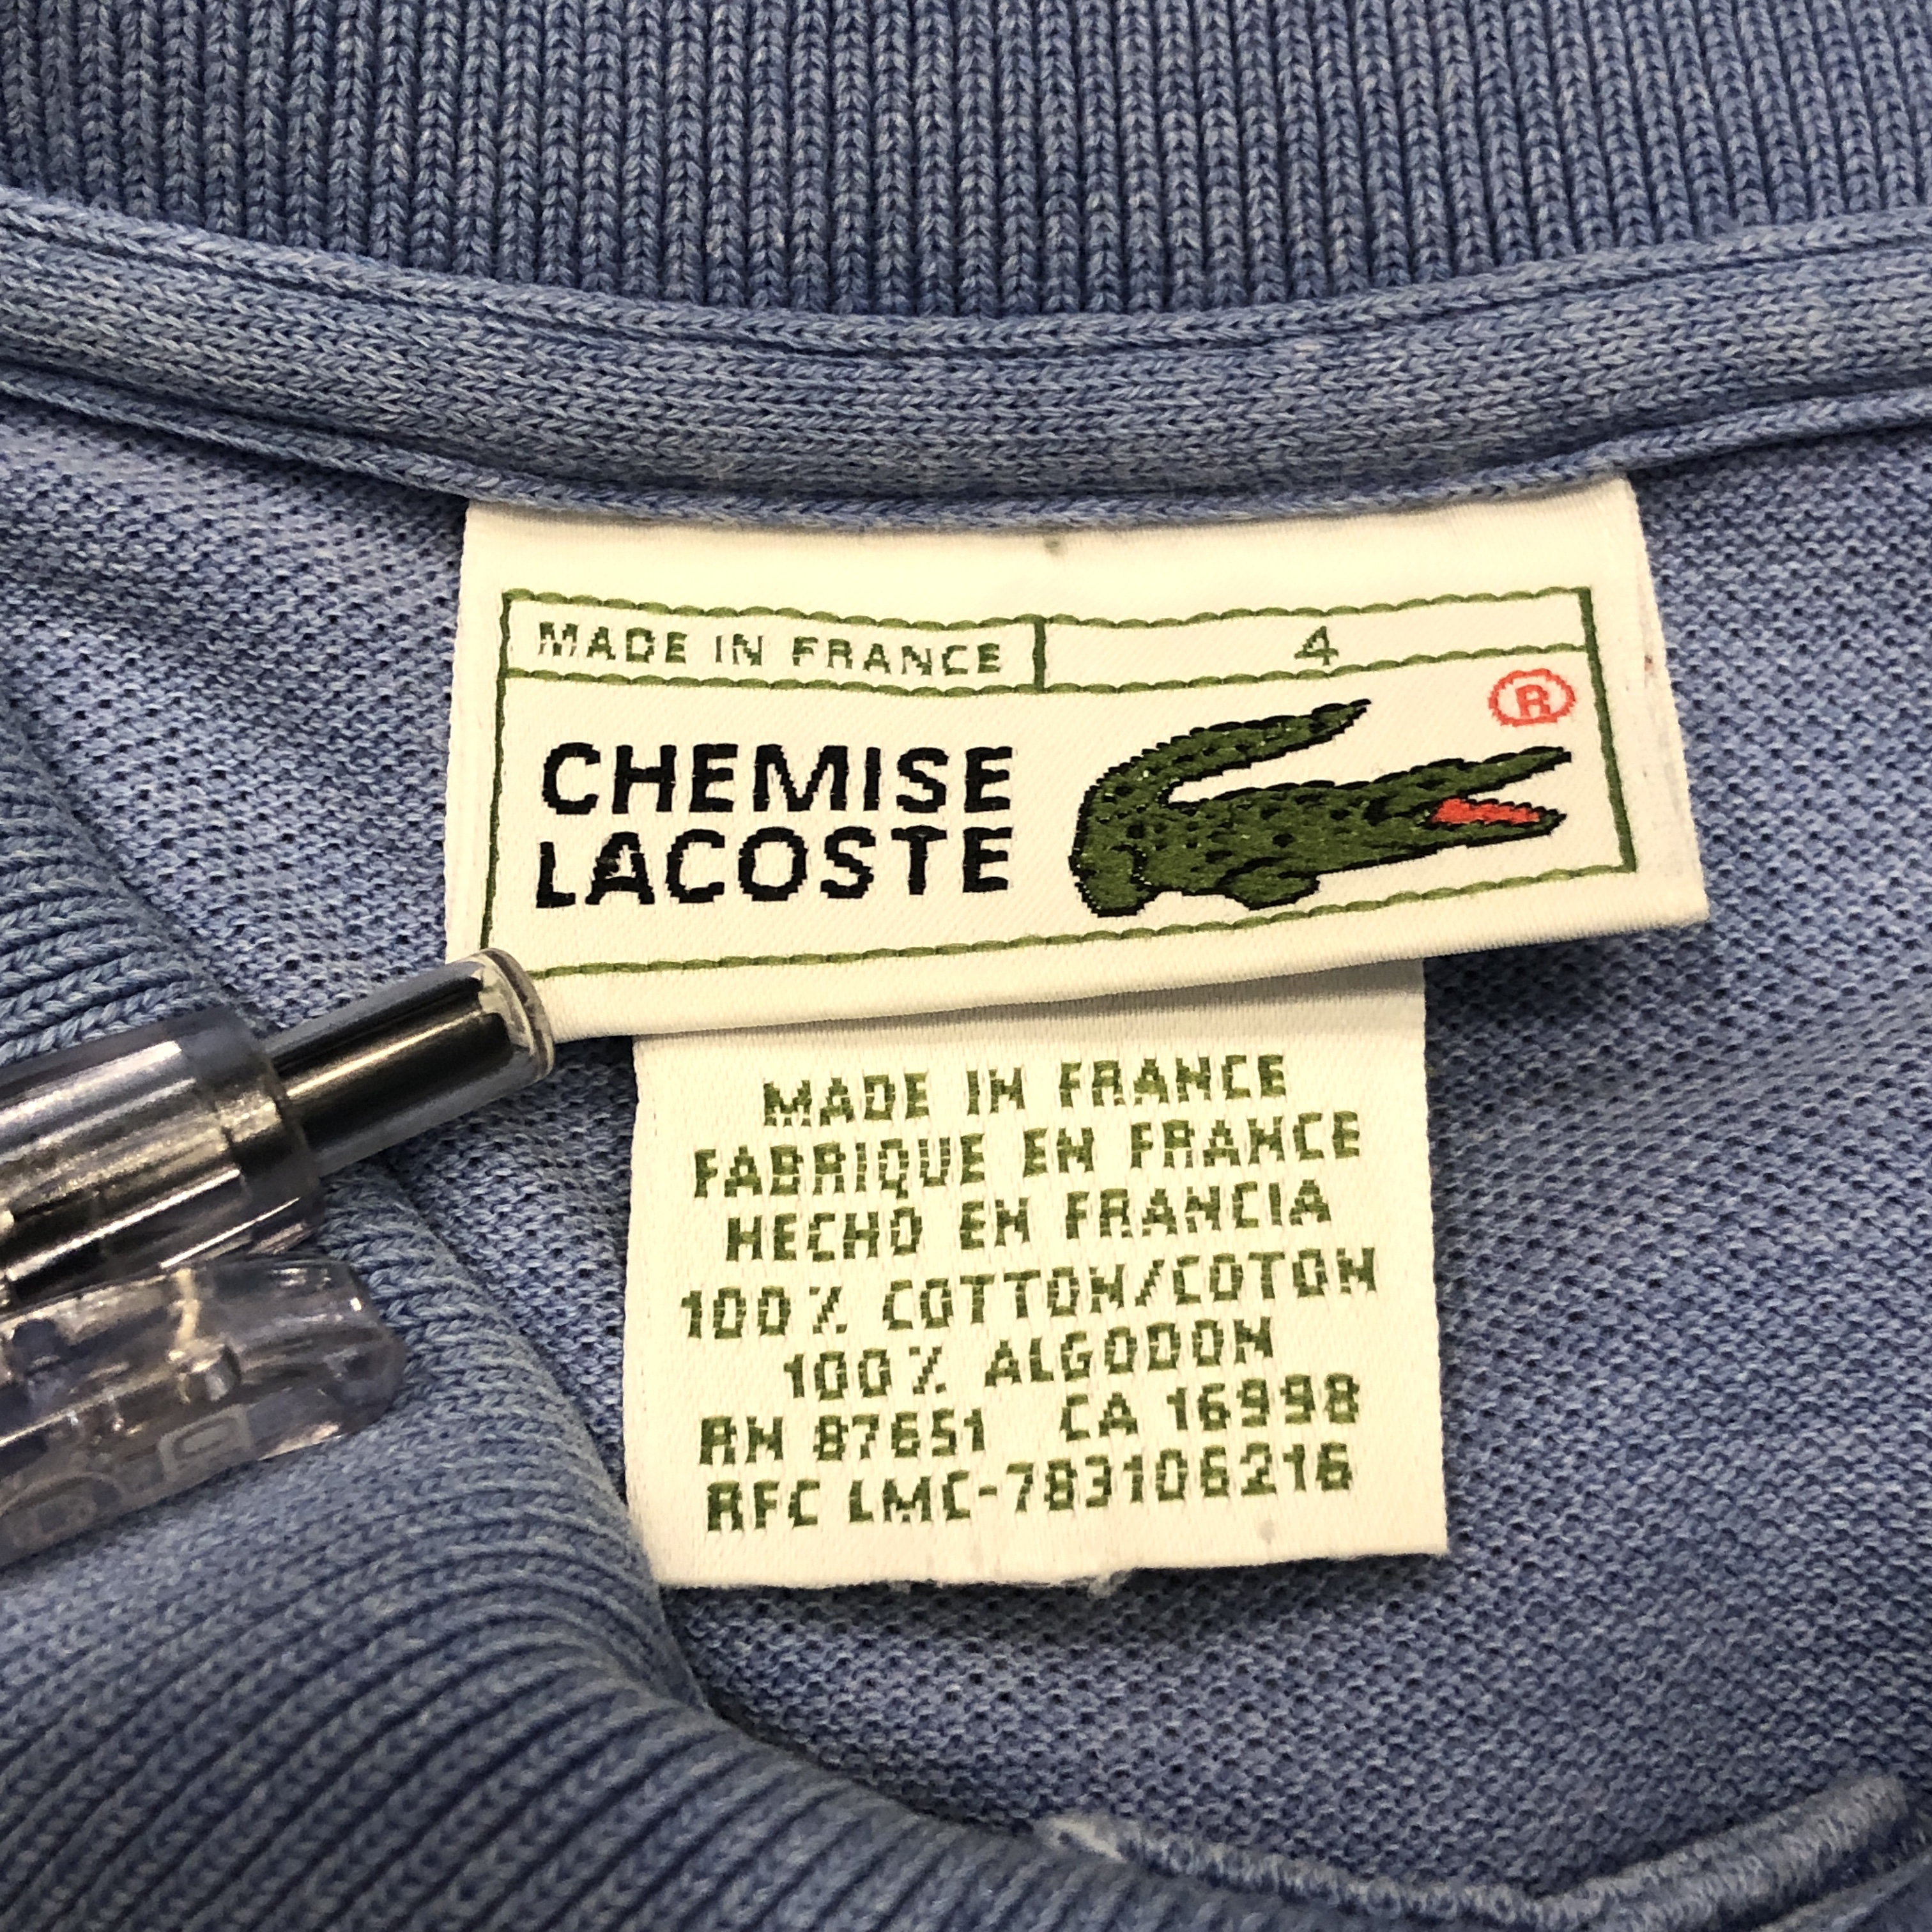 MADE IN FRANCE 4
®
CHEMISE
LACOSTE
MADE IN FRANCE
FABRIQUE EN FRANCE
HECHO EN FRANCIA
100% COTTON/COTON
100% ALGODON
RN 87651 CA 16998
RFC LMC-783106216